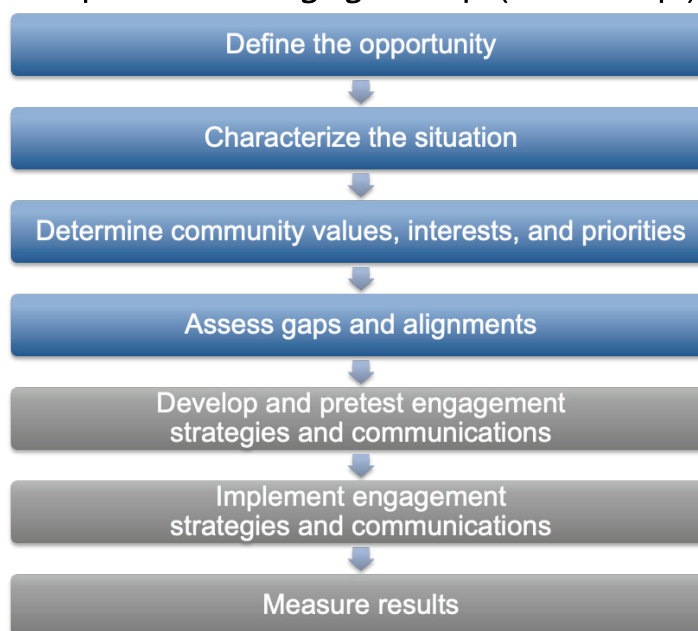 Define the opportunity
Characterize the situation
Determine community values, interests, and priorities
Assess gaps and alignments
Develop and pretest engagement
strategies and communications
Implement engagement
strategies and communications
Measure results